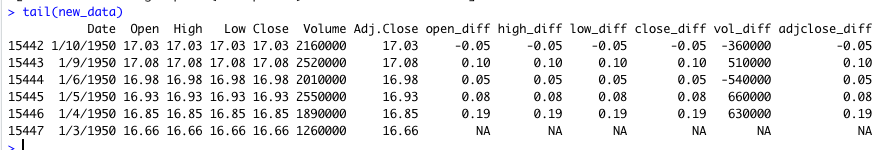 > tail(new_data)
Date Open High Low Close Volume Adj.Close open_diff high_diff low_diff close_diff vol_diff adjclose_diff
15442 1/10/1950 17.03 17.03 17.03 17.03 2160000 17.03 -0.05 -0.05 -0.05 -0.05 -360000 -0.05
15443 1/9/1950 17.08 17.08 17.08 17.08 2520000 17.08 0.10 0.10 0.10 0.10 510000 0.10
15444 1/6/1950 16.98 16.98 16.98 16.98 2010000 16.98 0.05 0.05 0.05 0.05 -540000 0.05
15445 1/5/1950 16.93 16.93 16.93 16.93 2550000 16.93 0.08 0.08 0.08 0.08 660000 0.08
15446 1/4/1950 16.85 16.85 16.85 16.85 1890000 16.85 0.19 0.19 0.19 0.19 630000 0.19
15447 1/3/1950 16.66 16.66 16.66 16.66 1260000 16.66 NA NA NA NA NA NA
>